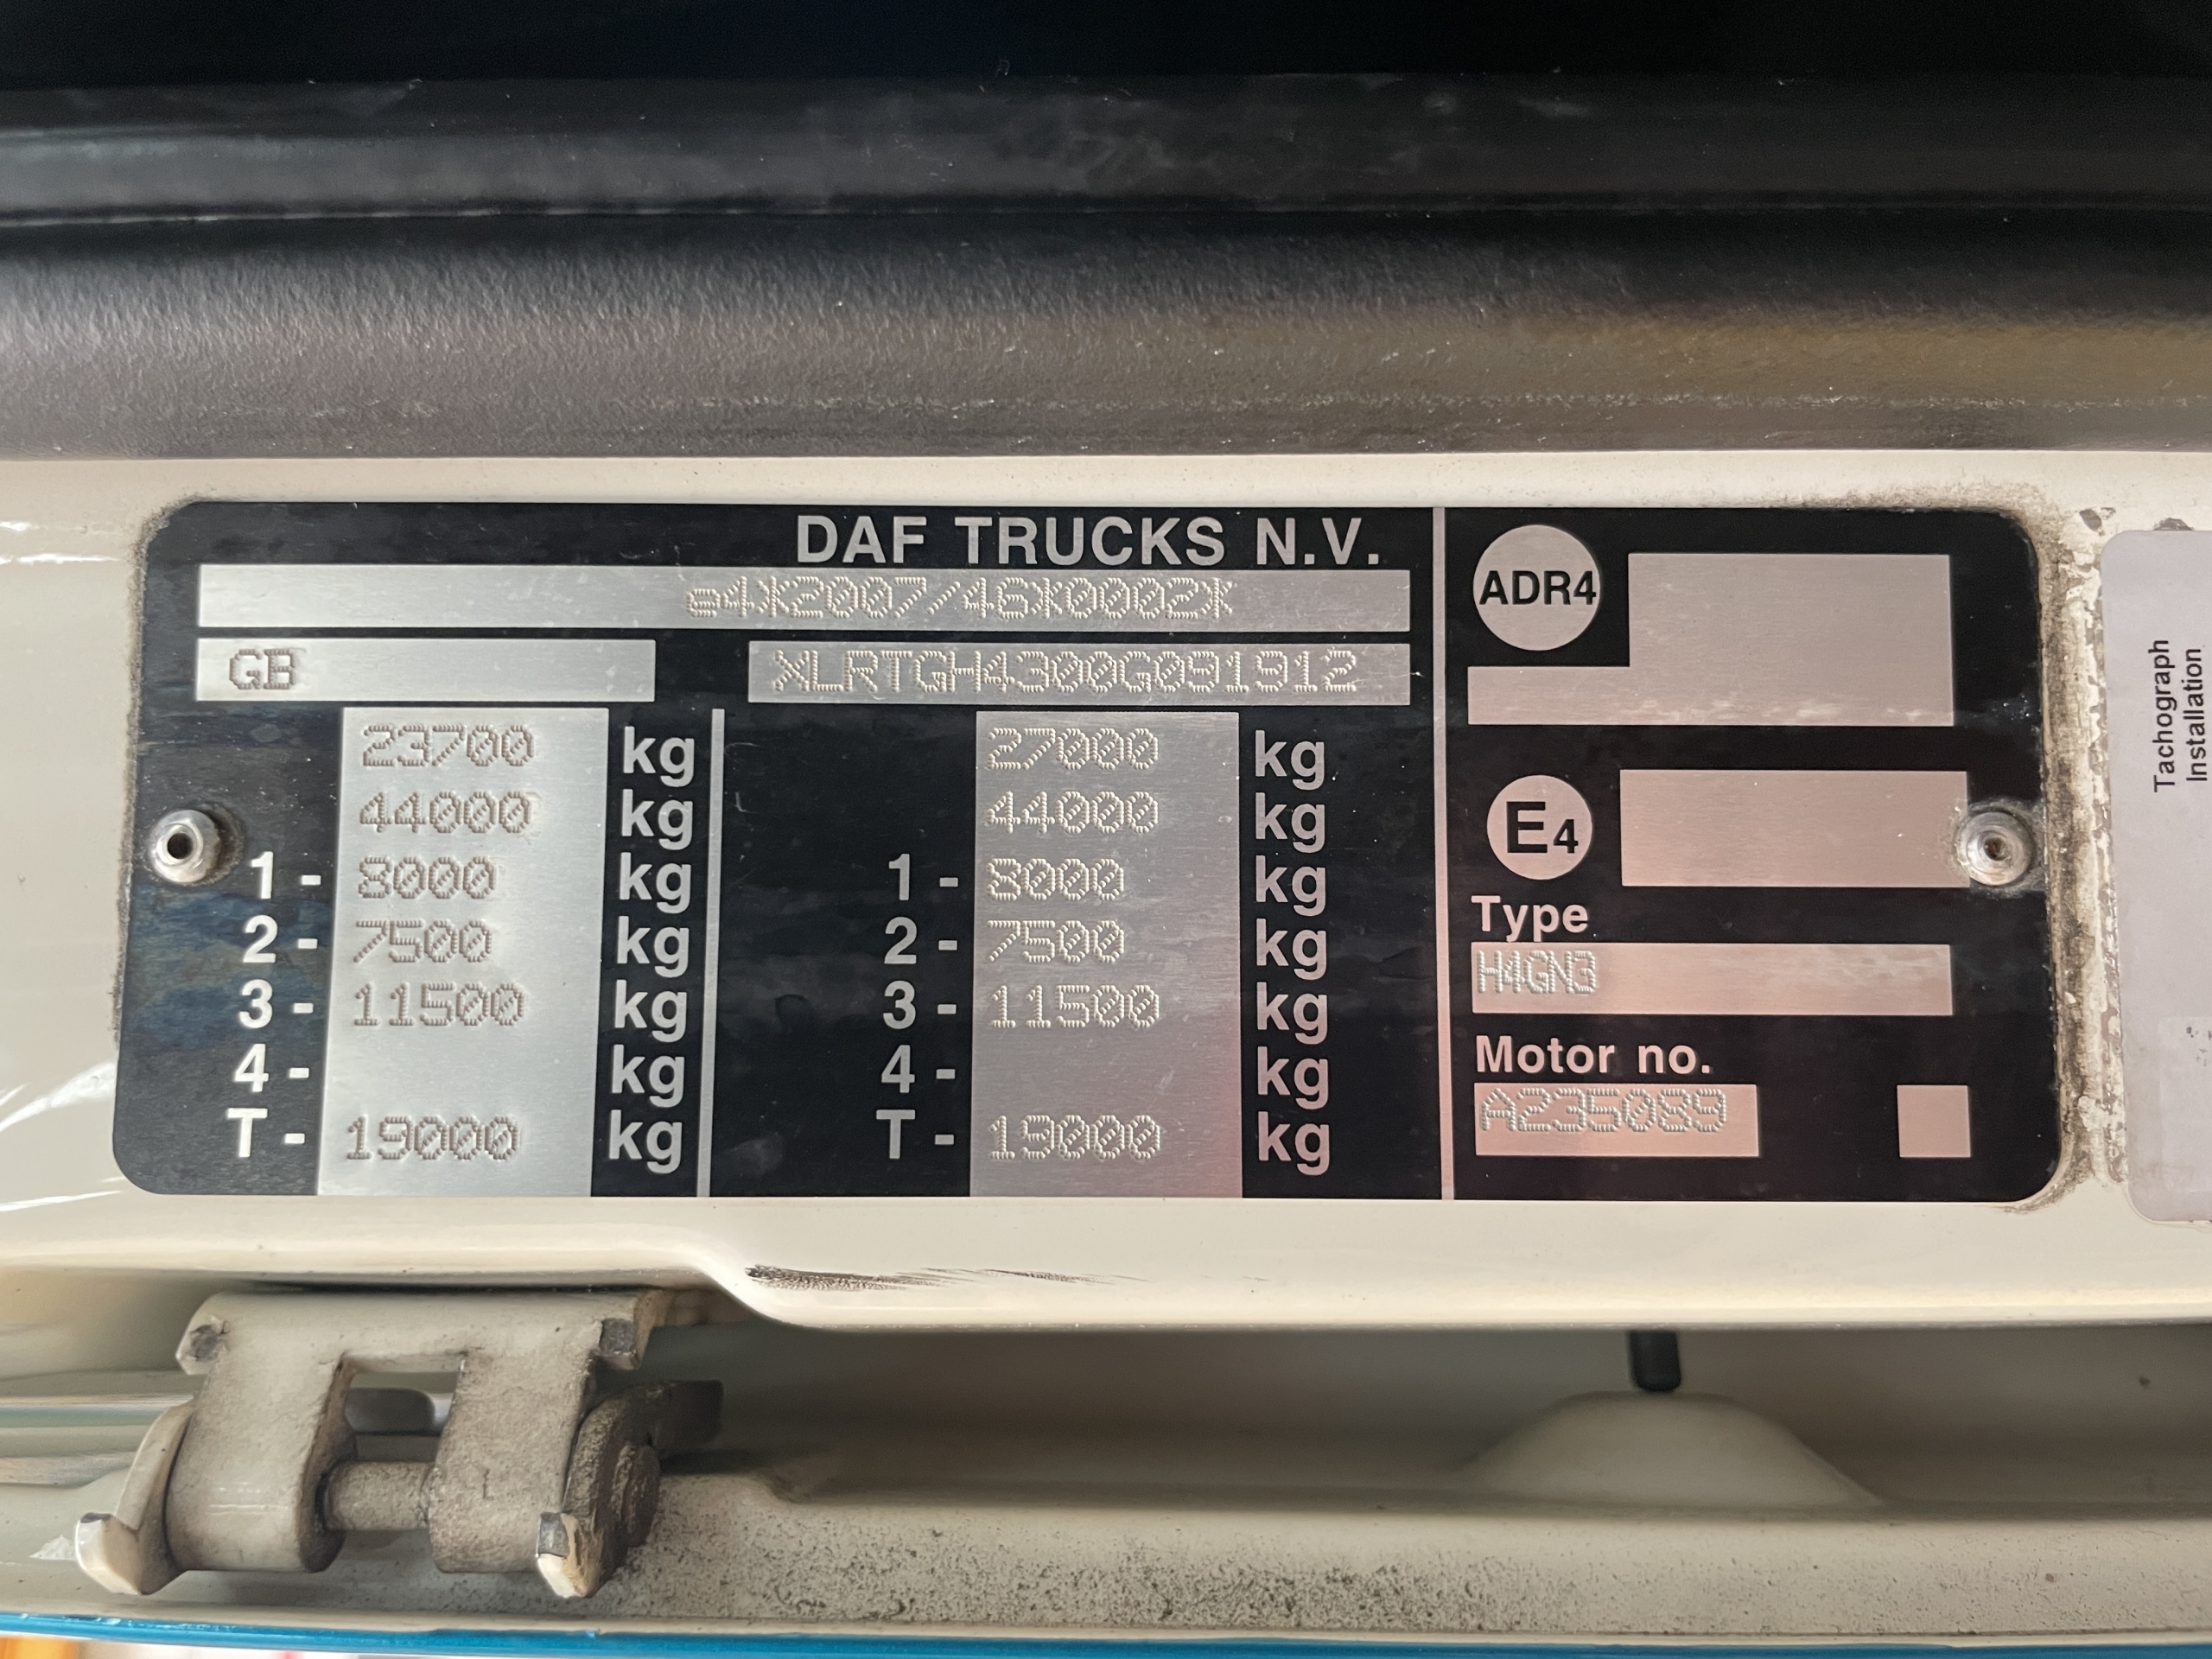 DAF TRUCKS N.V.
e4*2007/46*0002*
GB
XLRTGH4300G091912
23700 kg
44000 kg
1 - 8000 kg
2 - 7500 kg
3 - 11500 kg
4 - kg
T - 19000 kg
27000 kg
44000 kg
1 - 8000 kg
2 - 7500 kg
3 - 11500 kg
4 - kg
T - 19000 kg
ADR4
E4
Type
H4GN3
Motor no.
A235089
Tachograph
Installation